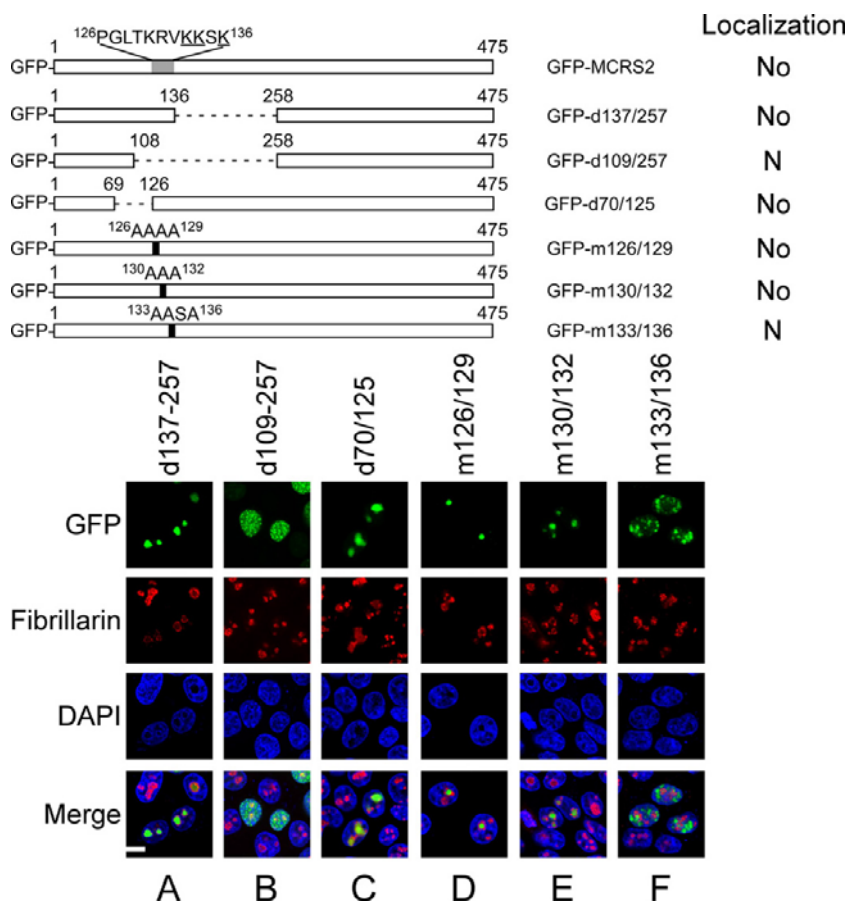 Localization
126PGLTKRVKKSK136
1 475
GFP- GFP-MCRS2 No
1 136 258 475
GFP- GFP-d137/257 No
1 108 258 475
GFP- GFP-d109/257 N
1 69 126 475
GFP- GFP-d70/125 No
126AAAA129
1 475
GFP- GFP-m126/129 No
130AAA132
1 475
GFP- GFP-m130/132 No
133AASA136
1 475
GFP- GFP-m133/136 N
d137-257 d109-257 d70/125 m126/129 m130/132 m133/136
GFP
Fibrillarin
DAPI
Merge
A B C D E F